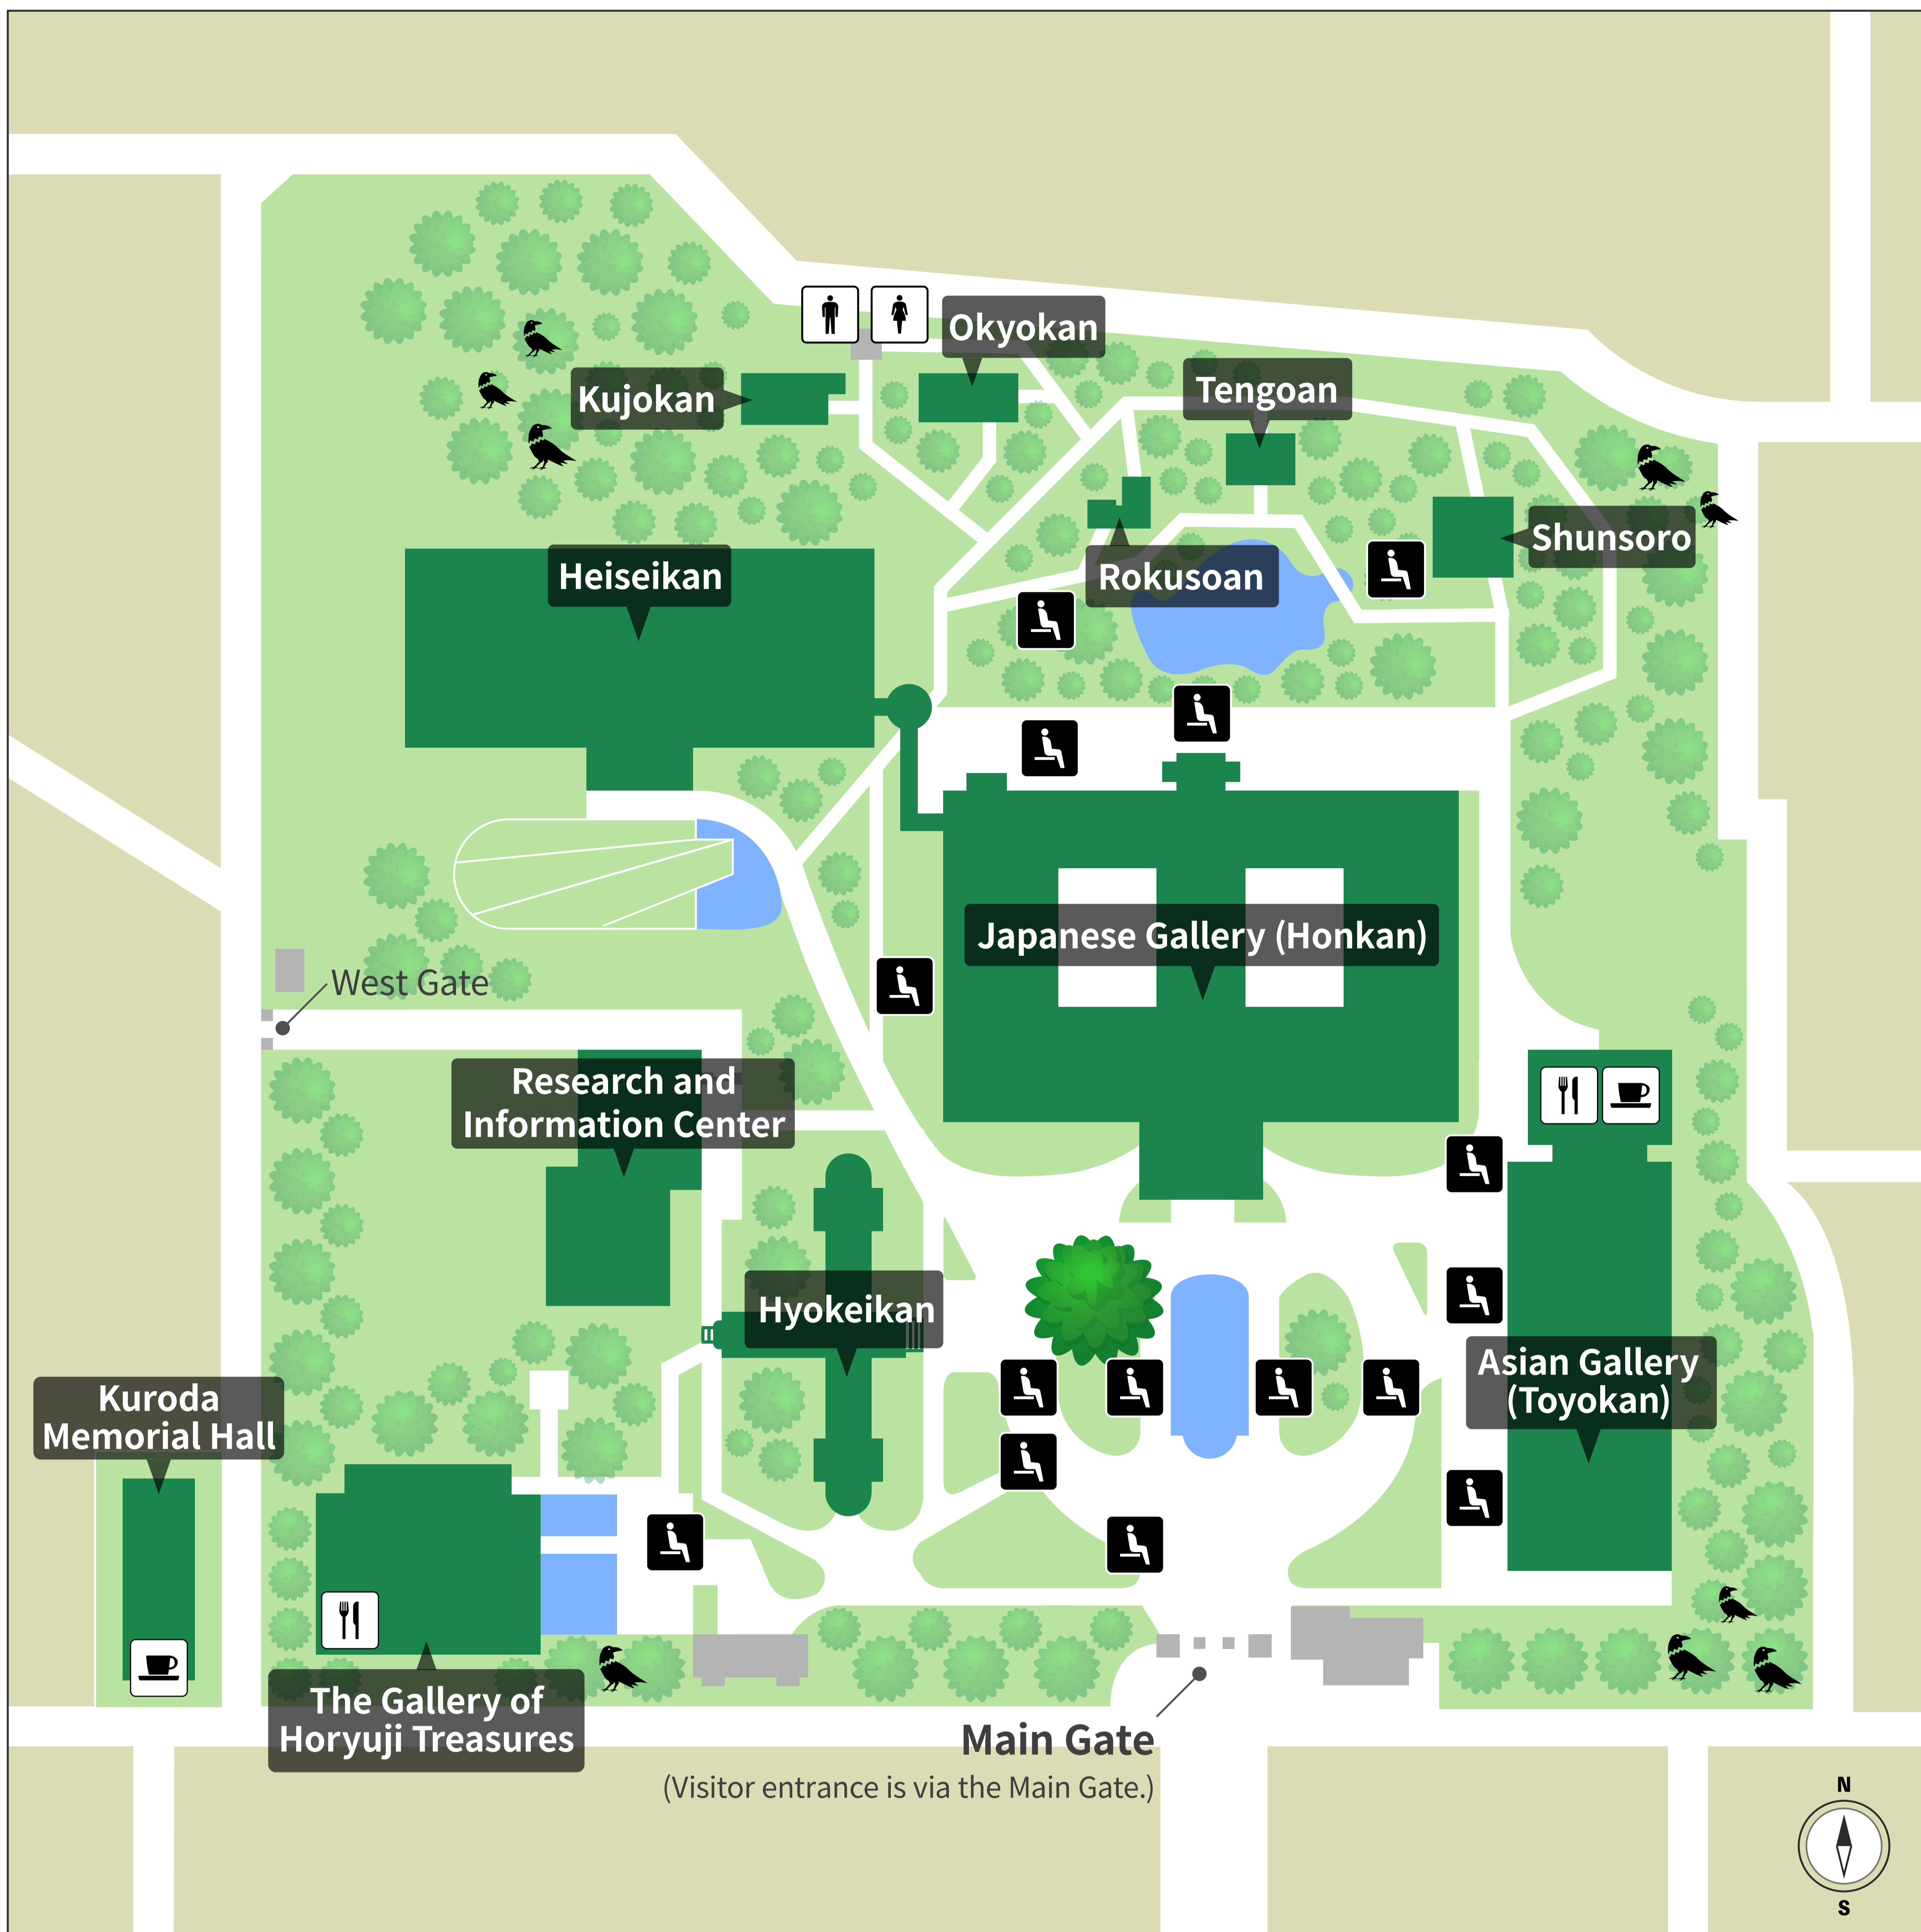 Okyokan
Kujokan
Tengoan
Shunsoro
Heiseikan
Rokusoan
Japanese Gallery (Honkan)
West Gate
Research and
Information Center
Hyokeikan
Asian Gallery
(Toyokan)
Kuroda
Memorial Hall
The Gallery of
Horyuji Treasures
Main Gate
(Visitor entrance is via the Main Gate.)
N
S